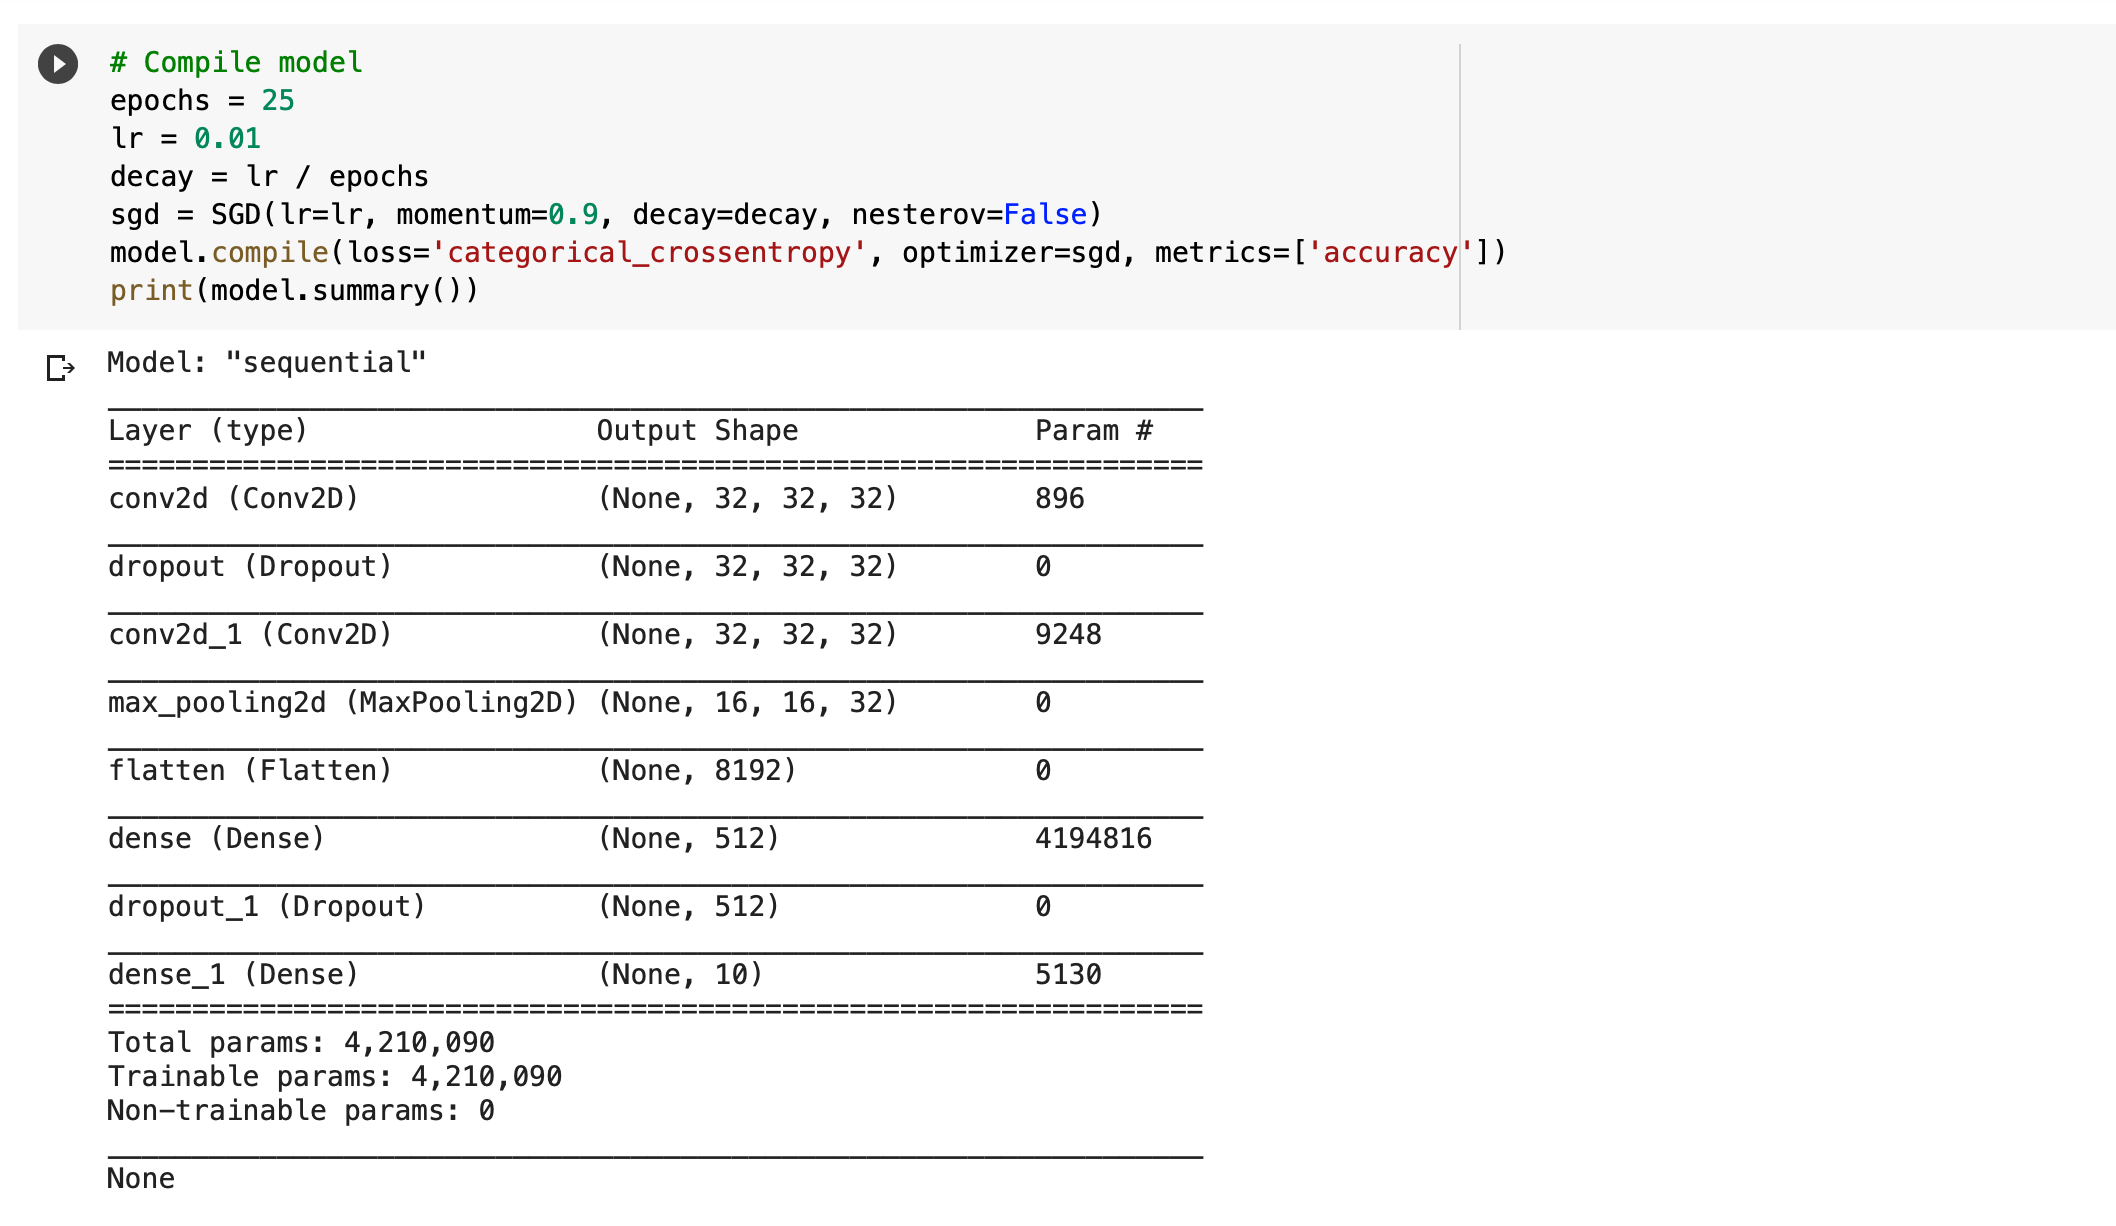 # Compile model
epochs = 25
lr = 0.01
decay = lr / epochs
sgd = SGD(lr=lr, momentum=0.9, decay=decay, nesterov=False)
model.compile(loss='categorical_crossentropy', optimizer=sgd, metrics=['accuracy'])
print(model.summary())
Model: "sequential"
_________________________________________________________________
Layer (type)                 Output Shape              Param #
=================================================================
conv2d (Conv2D)              (None, 32, 32, 32)        896
_________________________________________________________________
dropout (Dropout)            (None, 32, 32, 32)        0
_________________________________________________________________
conv2d_1 (Conv2D)            (None, 32, 32, 32)        9248
_________________________________________________________________
max_pooling2d (MaxPooling2D) (None, 16, 16, 32)        0
_________________________________________________________________
flatten (Flatten)            (None, 8192)              0
_________________________________________________________________
dense (Dense)                (None, 512)               4194816
_________________________________________________________________
dropout_1 (Dropout)          (None, 512)               0
_________________________________________________________________
dense_1 (Dense)              (None, 10)                5130
=================================================================
Total params: 4,210,090
Trainable params: 4,210,090
Non-trainable params: 0
_________________________________________________________________
None